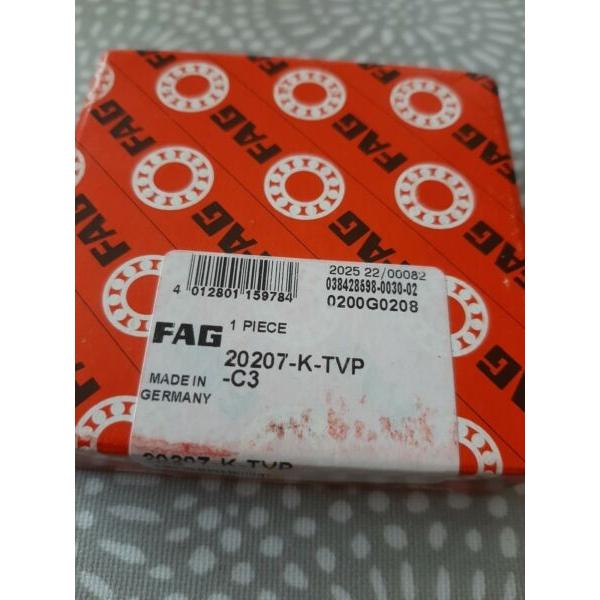 FAG
FAG
FAG
FAG
FAG
FAG
FAG
4 012801 159784
2025 22/00082
038428698-0030-02
0200G0208
FAG
1 PIECE
20207-K-TVP
-C3
MADE IN
GERMANY
20207-K-TVP